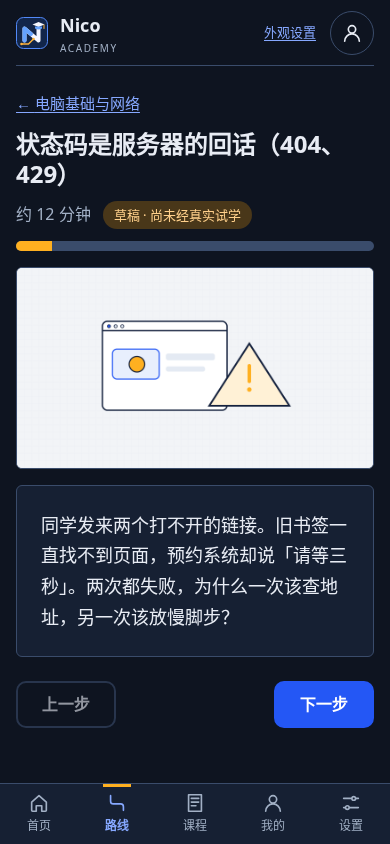 Nico
ACADEMY
外观设置
← 电脑基础与网络
状态码是服务器的回话（404、
429）
约 12 分钟
草稿 · 尚未经真实试学
同学发来两个打不开的链接。旧书签一
直找不到页面，预约系统却说「请等三
秒」。两次都失败，为什么一次该查地
址，另一次该放慢脚步？
上一步
下一步
首页
路线
课程
我的
设置